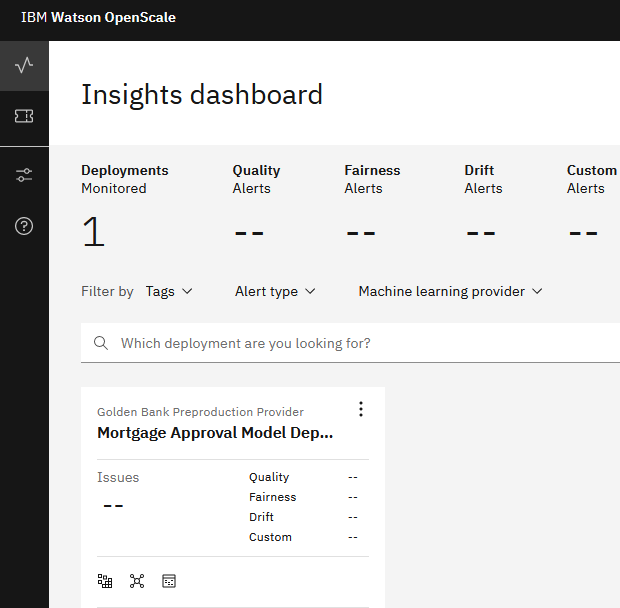 IBM Watson OpenScale
Insights dashboard
Deployments Monitored
1
Quality Alerts
--
Fairness Alerts
--
Drift Alerts
--
Custom Alerts
--
Filter by Tags Alert type Machine learning provider
Which deployment are you looking for?
Golden Bank Preproduction Provider
Mortgage Approval Model Dep...
Issues
--
Quality --
Fairness --
Drift --
Custom --